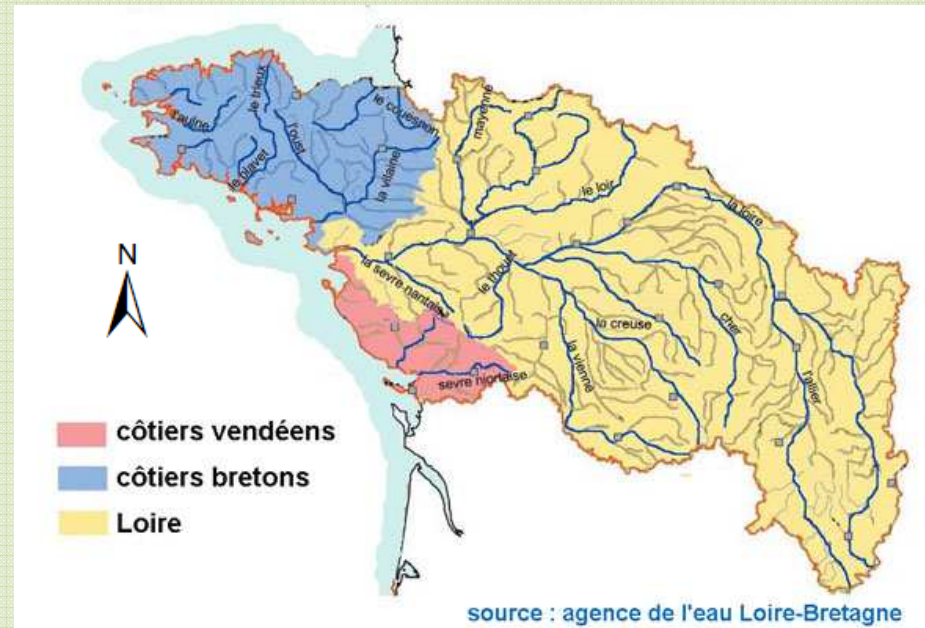 l'aulne
le trieux
l'oust
le blavet
le couesnon
la vilaine
mayenne
le loir
la loire
la sevre nantaise
le thouet
la creuse
cher
la vienne
l'allier
sevre niortaise
N
côtiers vendéens
côtiers bretons
Loire
source : agence de l'eau Loire-Bretagne